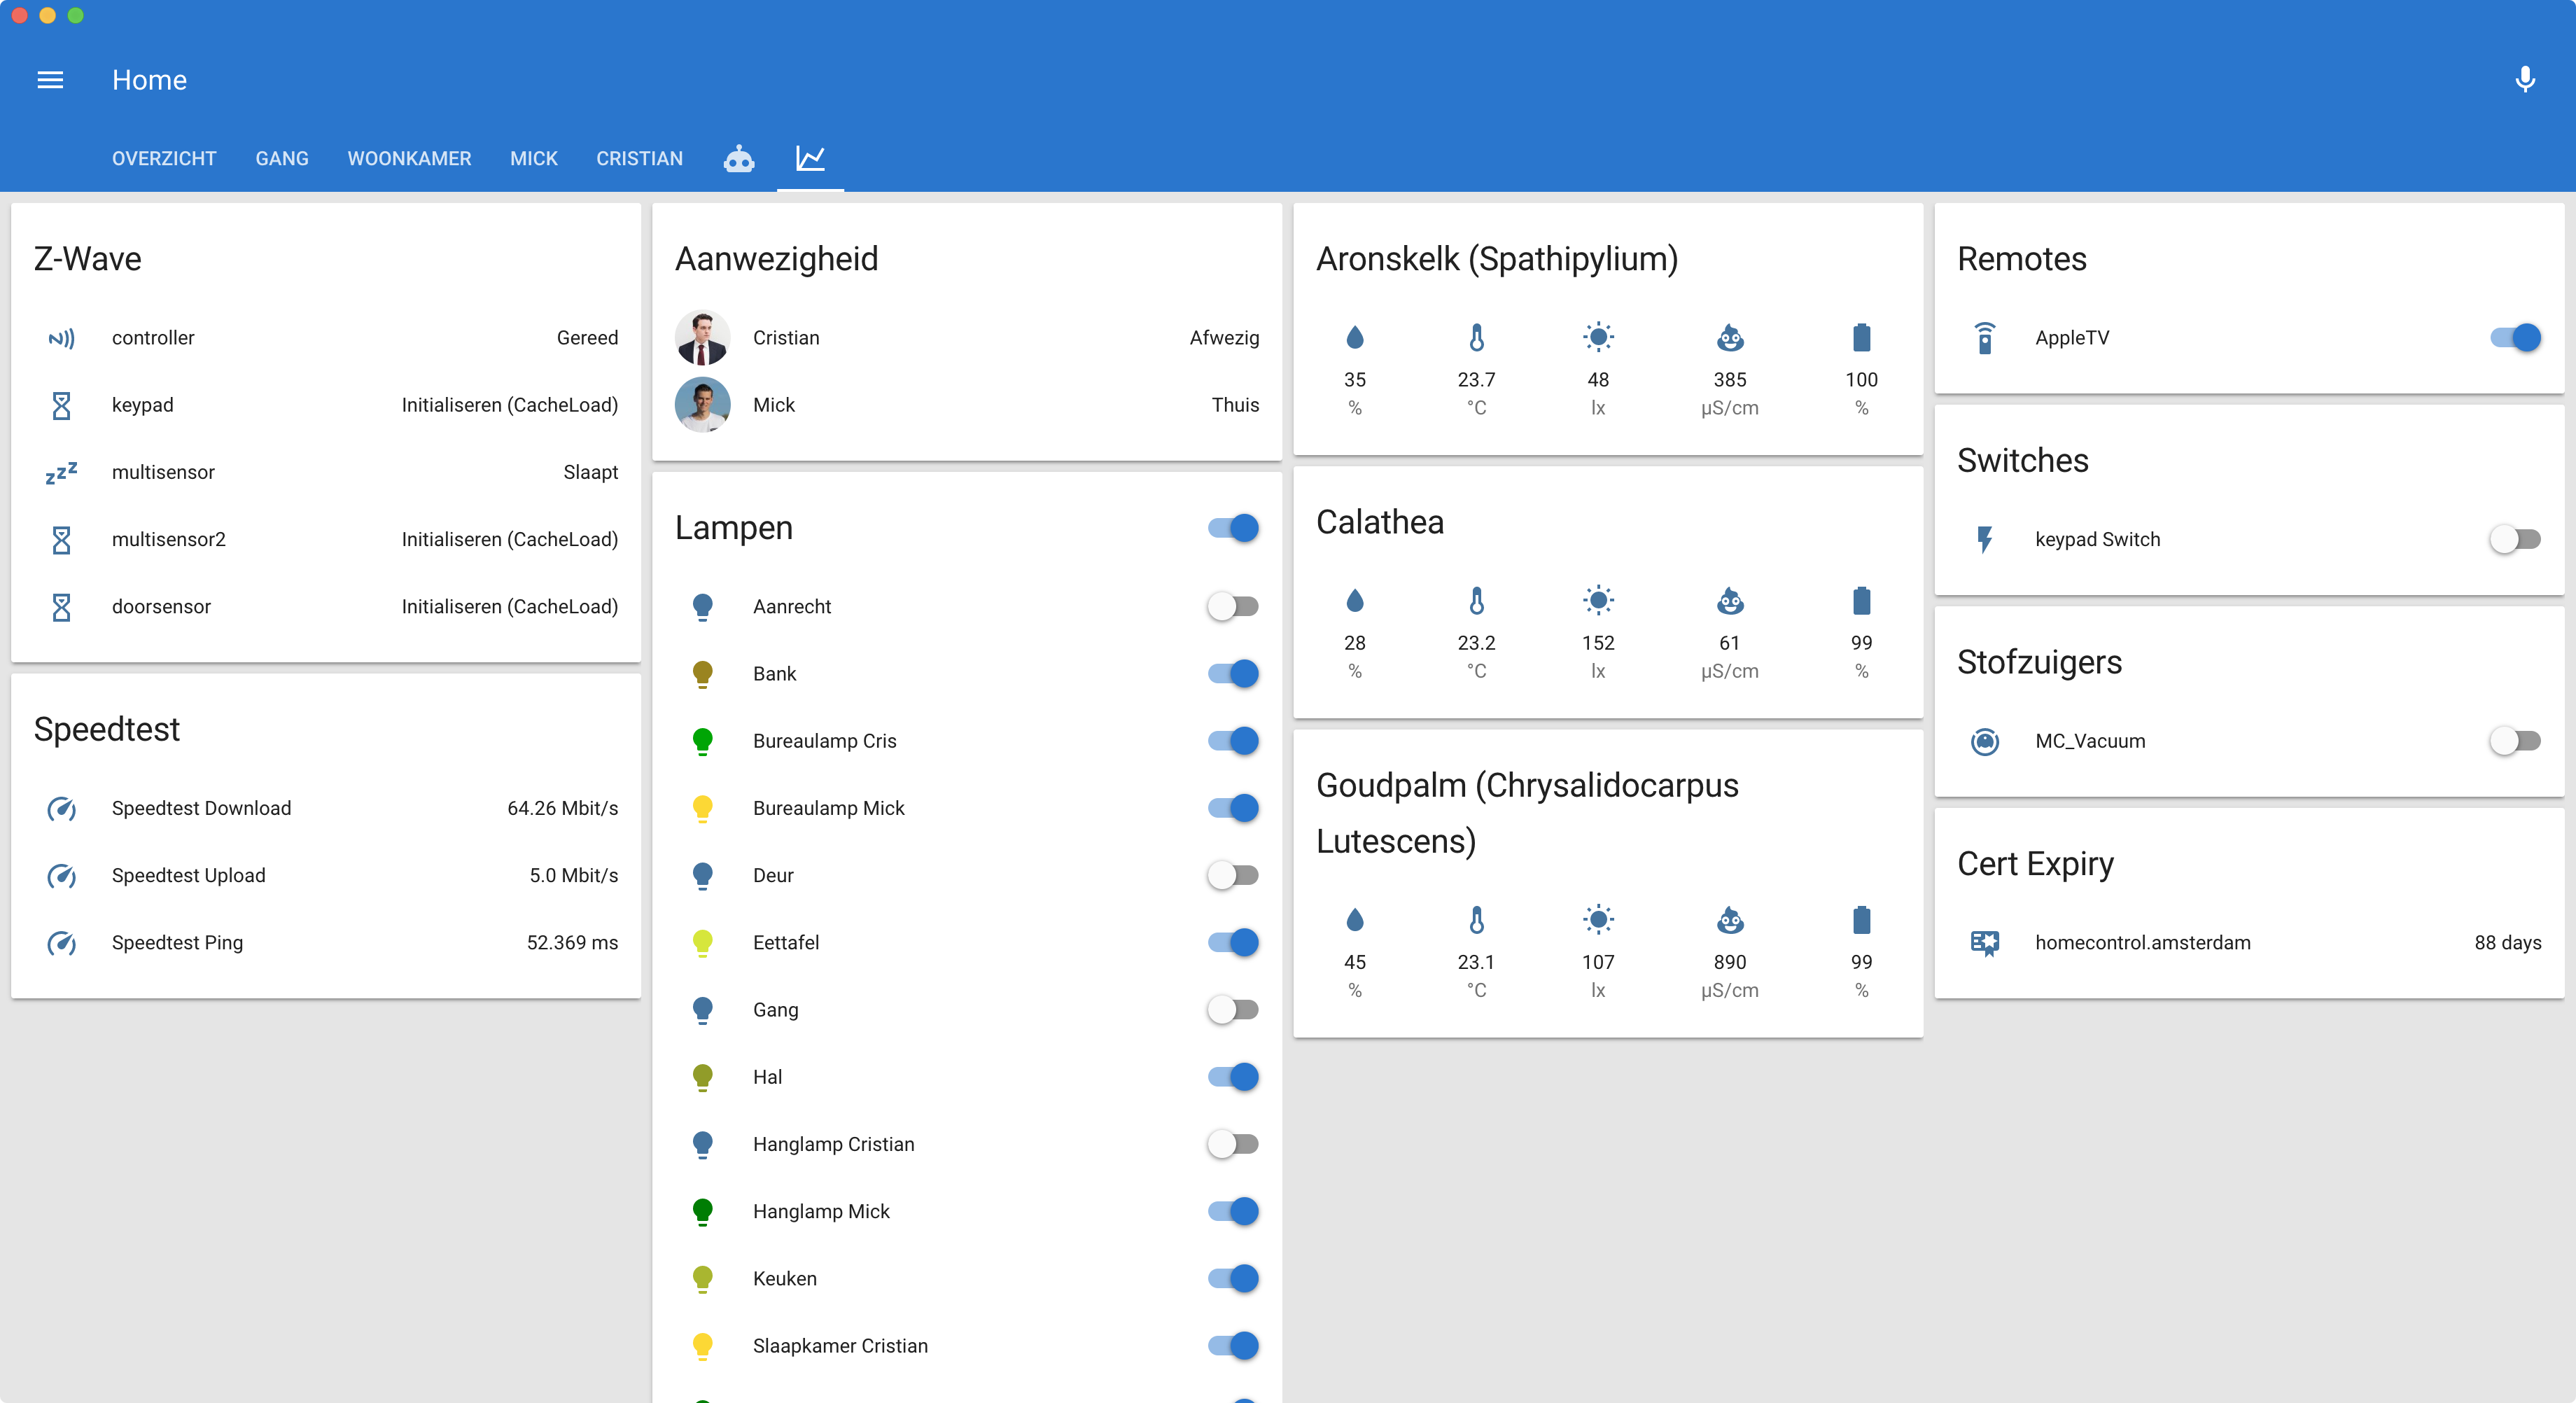 Home
OVERZICHT GANG WOONKAMER MICK CRISTIAN
Z-Wave
controller Gereed
keypad Initialiseren (CacheLoad)
multisensor Slaapt
multisensor2 Initialiseren (CacheLoad)
doorsensor Initialiseren (CacheLoad)
Speedtest
Speedtest Download 64.26 Mbit/s
Speedtest Upload 5.0 Mbit/s
Speedtest Ping 52.369 ms
Aanwezigheid
Cristian Afwezig
Mick Thuis
Lampen
Aanrecht
Bank
Bureaulamp Cris
Bureaulamp Mick
Deur
Eettafel
Gang
Hal
Hanglamp Cristian
Hanglamp Mick
Keuken
Slaapkamer Cristian
Aronskelk (Spathipylium)
35 23.7 48 385 100
% °C lx µS/cm %
Calathea
28 23.2 152 61 99
% °C lx µS/cm %
Goudpalm (Chrysalidocarpus
Lutescens)
45 23.1 107 890 99
% °C lx µS/cm %
Remotes
AppleTV
Switches
keypad Switch
Stofzuigers
MC_Vacuum
Cert Expiry
homecontrol.amsterdam 88 days